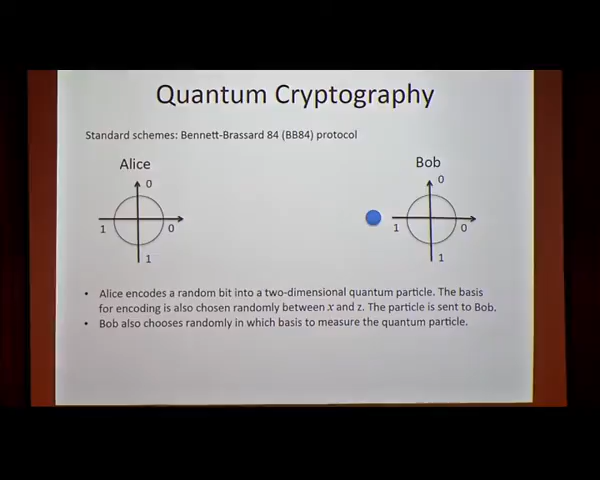 Quantum Cryptography
Standard schemes: Bennett-Brassard 84 (BB84) protocol
Alice
Bob
0
0
1
0
1
0
1
1
• Alice encodes a random bit into a two-dimensional quantum particle. The basis
for encoding is also chosen randomly between x and z. The particle is sent to Bob.
• Bob also chooses randomly in which basis to measure the quantum particle.